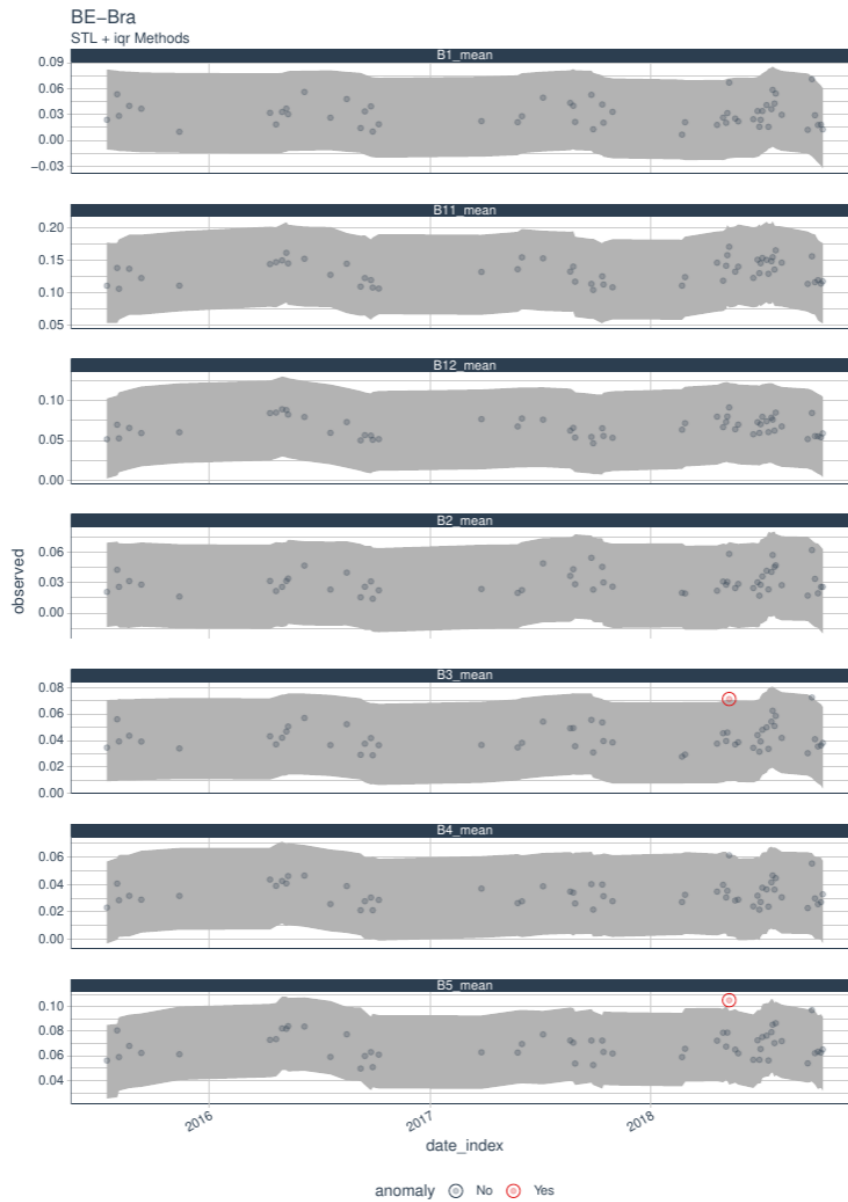 BE−Bra
STL + iqr Methods
B1_mean
0.09
0.06
0.03
0.00
−0.03
B11_mean
0.20
0.15
0.10
0.05
B12_mean
0.10
0.05
0.00
B2_mean
0.06
0.03
0.00
observed
B3_mean
0.08
0.06
0.04
0.02
0.00
B4_mean
0.06
0.04
0.02
0.00
B5_mean
0.10
0.08
0.06
0.04
2016 2017 2018
date_index
anomaly No Yes